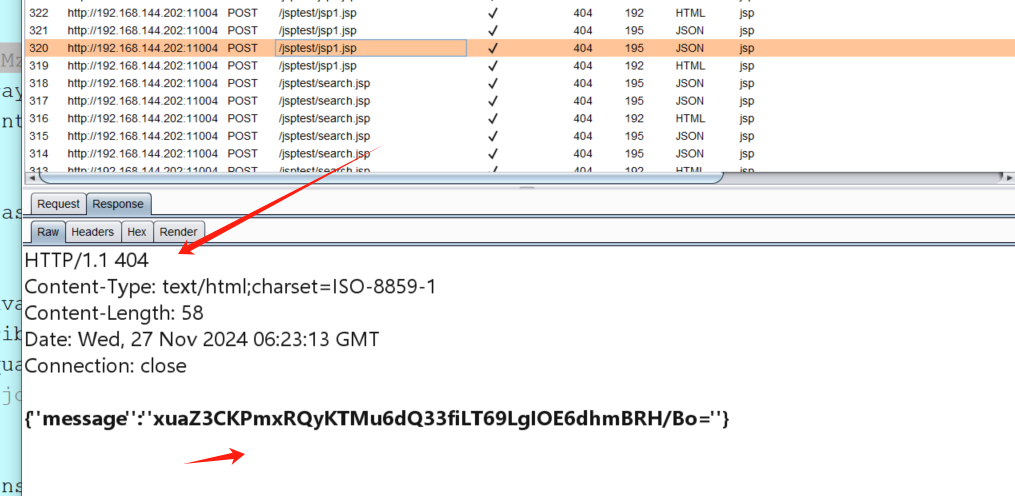 322 http://192.168.144.202:11004 POST /jsptest/jsp1.jsp ✓ 404 192 HTML jsp
321 http://192.168.144.202:11004 POST /jsptest/jsp1.jsp ✓ 404 195 JSON jsp
320 http://192.168.144.202:11004 POST /jsptest/jsp1.jsp ✓ 404 195 JSON jsp
319 http://192.168.144.202:11004 POST /jsptest/jsp1.jsp ✓ 404 192 HTML jsp
318 http://192.168.144.202:11004 POST /jsptest/search.jsp ✓ 404 195 JSON jsp
317 http://192.168.144.202:11004 POST /jsptest/search.jsp ✓ 404 195 JSON jsp
316 http://192.168.144.202:11004 POST /jsptest/search.jsp ✓ 404 192 HTML jsp
315 http://192.168.144.202:11004 POST /jsptest/search.jsp ✓ 404 195 JSON jsp
314 http://192.168.144.202:11004 POST /jsptest/search.jsp ✓ 404 195 JSON jsp
313 http://192.168.144.202:11004 POST /jsptest/search.jsp ✓ 404 192 HTML jsp
Request Response
Raw Headers Hex Render
HTTP/1.1 404
Content-Type: text/html;charset=ISO-8859-1
Content-Length: 58
Date: Wed, 27 Nov 2024 06:23:13 GMT
Connection: close
{"message":"xuaZ3CKPmxRQyKTMu6dQ33fiLT69LgIOE6dhmBRH/Bo="}